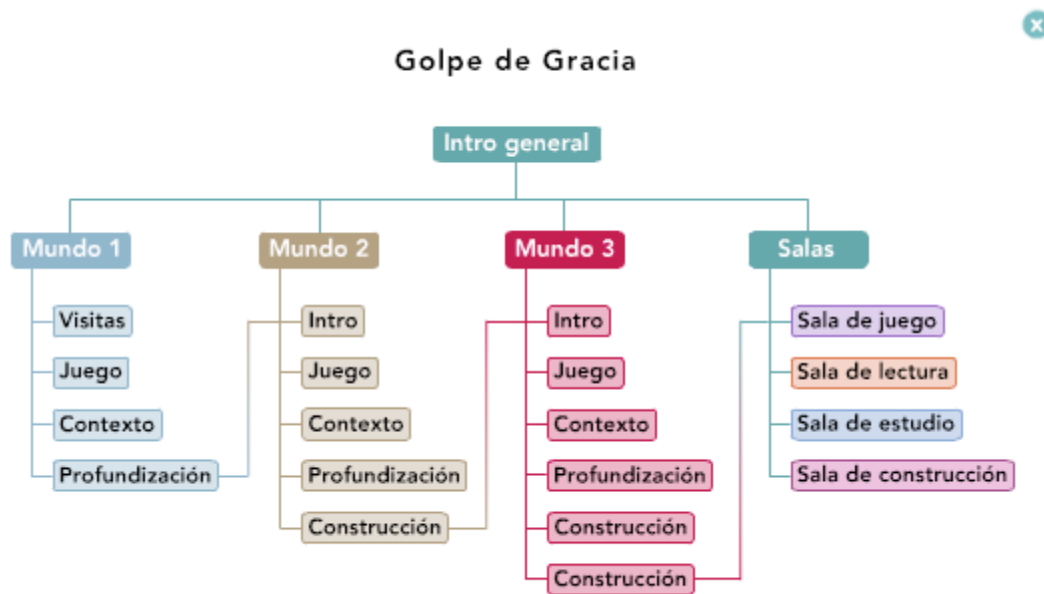 x
Golpe de Gracia
Intro general
Mundo 1
Visitas
Juego
Contexto
Profundización
Mundo 2
Intro
Juego
Contexto
Profundización
Construcción
Mundo 3
Intro
Juego
Contexto
Profundización
Construcción
Construcción
Salas
Sala de juego
Sala de lectura
Sala de estudio
Sala de construcción